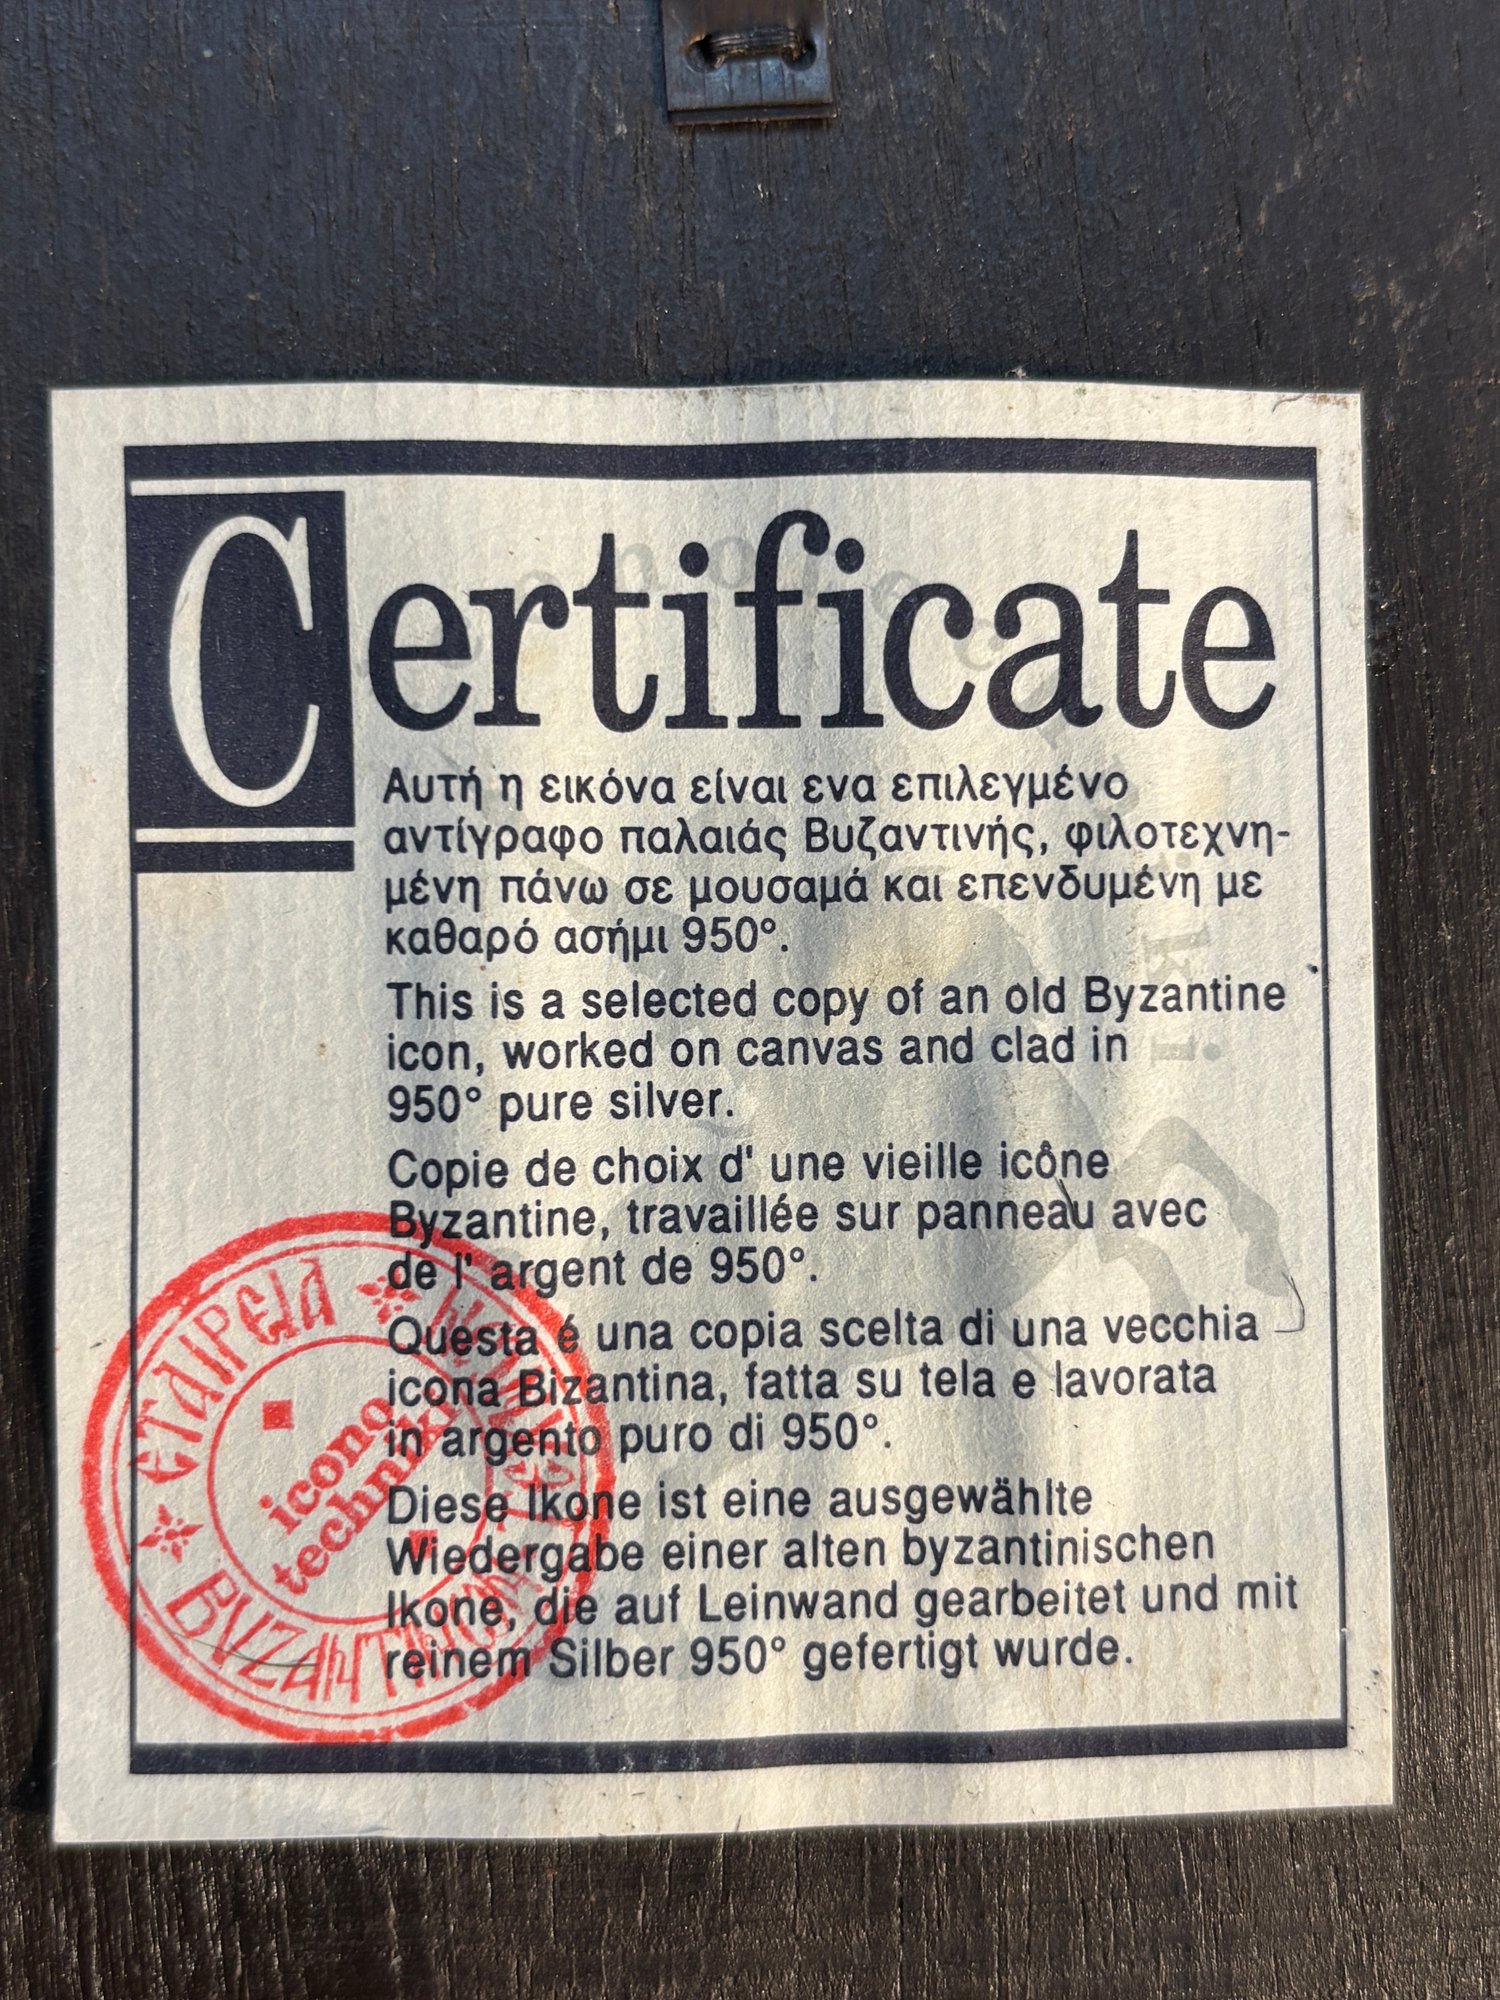 Certificate
Αυτή η εικόνα είναι ενα επιλεγμένο
αντίγραφο παλαιάς Βυζαντινής, φιλοτεχνη-
μένη πάνω σε μουσαμά και επενδυμένη με
καθαρό ασήμι 950°.
This is a selected copy of an old Byzantine
icon, worked on canvas and clad in
950° pure silver.
Copie de choix d' une vieille icône
Byzantine, travaillée sur panneau avec
de l' argent de 950°.
Questa é una copia scelta di una vecchia
icona Bizantina, fatta su tela e lavorata
in argento puro di 950°.
Diese Ikone ist eine ausgewählte
Wiedergabe einer alten byzantinischen
Ikone, die auf Leinwand gearbeitet und mit
reinem Silber 950° gefertigt wurde.
ΕΤΑΙΡΕΙΑ
icono
techniki